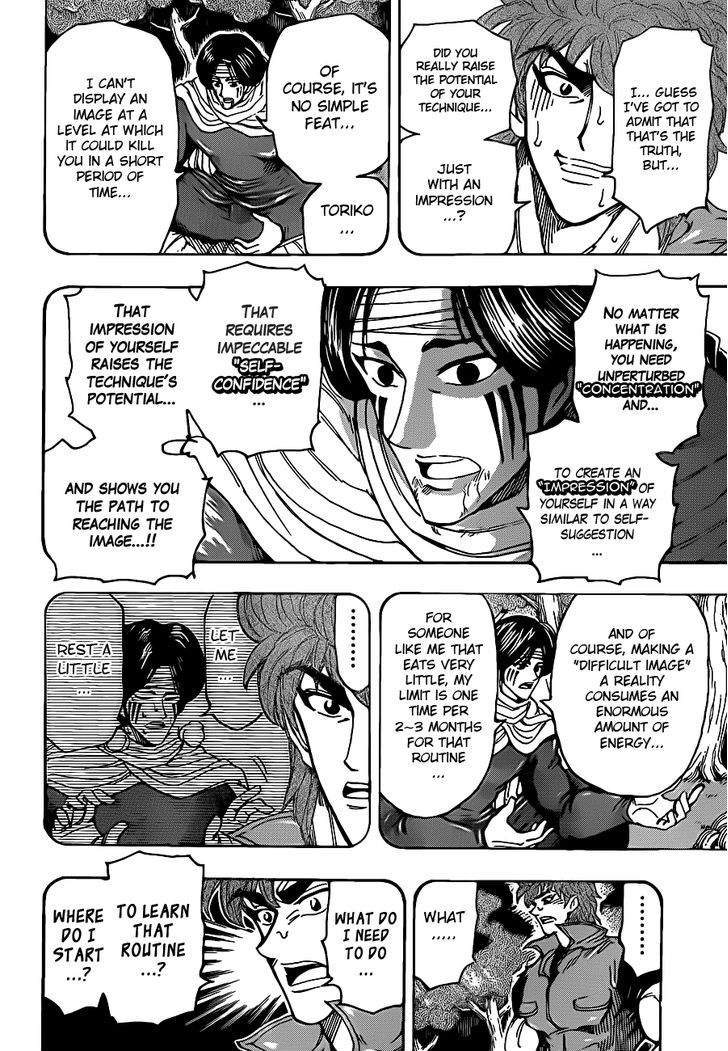 I... GUESS
I'VE GOT TO
ADMIT THAT
THAT'S THE
TRUTH,
BUT...
DID YOU
REALLY RAISE
THE POTENTIAL
OF YOUR
TECHNIQUE...
JUST
WITH AN
IMPRESSION
...?
OF
COURSE, IT'S
NO SIMPLE
FEAT...
TORIKO
...
I CAN'T
DISPLAY AN
IMAGE AT A
LEVEL AT WHICH
IT COULD KILL
YOU IN A SHORT
PERIOD OF
TIME...
NO MATTER
WHAT IS
HAPPENING,
YOU NEED
UNPERTURBED
"CONCENTRATION"
AND...
TO CREATE AN
"IMPRESSION" OF
YOURSELF IN A WAY
SIMILAR TO SELF-
SUGGESTION
...
THAT
REQUIRES
IMPECCABLE
"SELF-
CONFIDENCE"
...
THAT
IMPRESSION
OF YOURSELF
RAISES THE
TECHNIQUE'S
POTENTIAL...
AND SHOWS YOU
THE PATH TO
REACHING THE
IMAGE...!!
AND OF
COURSE, MAKING A
"DIFFICULT IMAGE"
A REALITY
CONSUMES AN
ENORMOUS
AMOUNT OF
ENERGY...
FOR
SOMEONE
LIKE ME THAT
EATS VERY
LITTLE, MY
LIMIT IS ONE
TIME PER
2~3 MONTHS
FOR THAT
ROUTINE
...
........
LET
ME ...
REST A
LITTLE
...
........
WHAT
.....
WHAT DO
I NEED
TO DO
...
TO LEARN
THAT
ROUTINE
...?
WHERE
DO I
START
...?